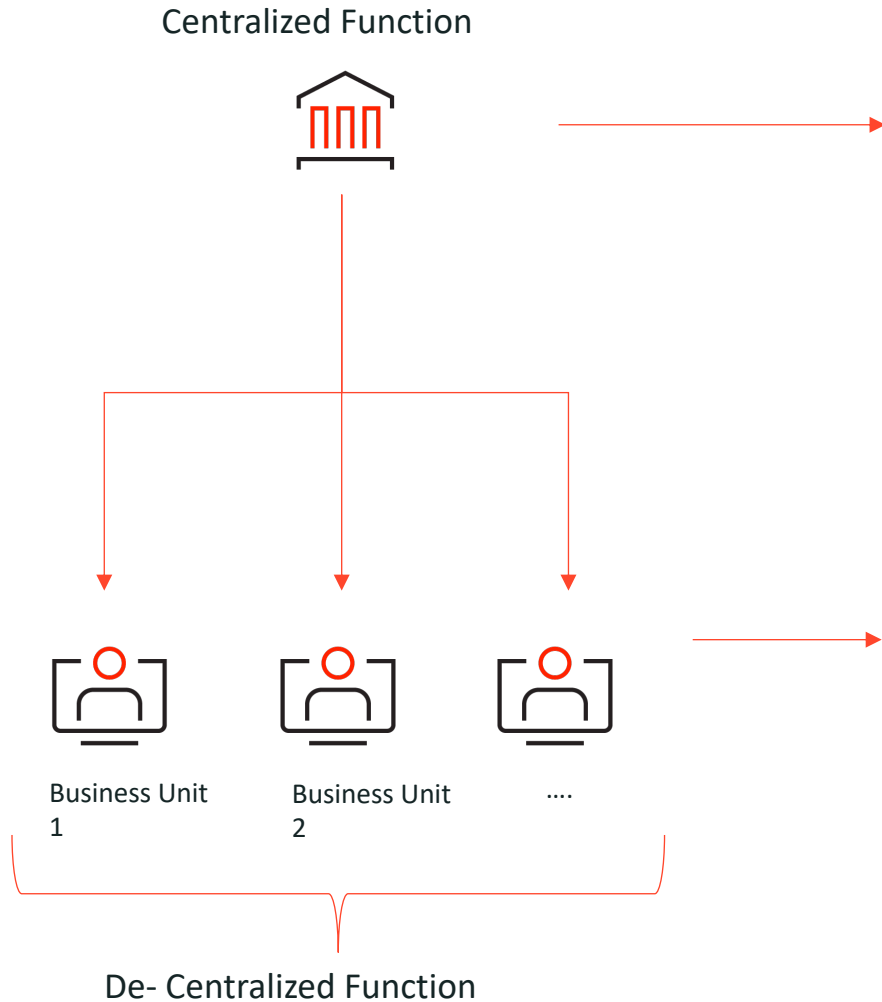 Centralized Function
Business Unit
1
Business Unit
2
....
De- Centralized Function